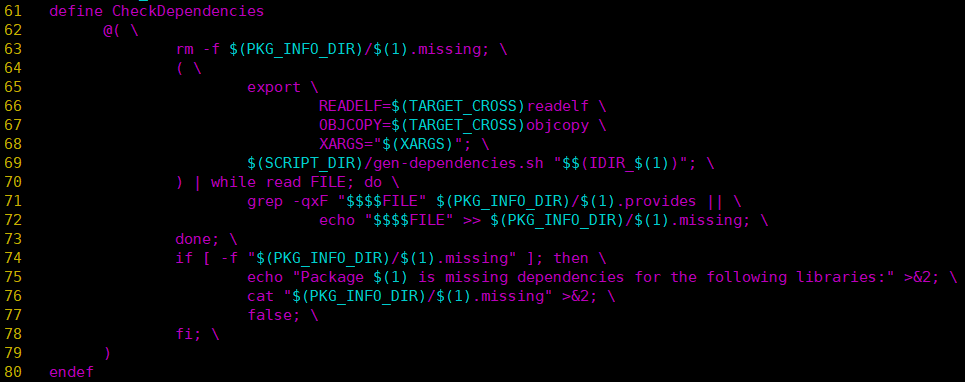 61 define CheckDependencies
62 @( \
63 rm -f $(PKG_INFO_DIR)/$(1).missing; \
64 ( \
65 export \
66 READELF=$(TARGET_CROSS)readelf \
67 OBJCOPY=$(TARGET_CROSS)objcopy \
68 XARGS="$(XARGS)"; \
69 $(SCRIPT_DIR)/gen-dependencies.sh "$$(IDIR_$(1))"; \
70 ) | while read FILE; do \
71 grep -qxF "$$$$FILE" $(PKG_INFO_DIR)/$(1).provides || \
72 echo "$$$$FILE" >> $(PKG_INFO_DIR)/$(1).missing; \
73 done; \
74 if [ -f "$(PKG_INFO_DIR)/$(1).missing" ]; then \
75 echo "Package $(1) is missing dependencies for the following libraries:" >&2; \
76 cat "$(PKG_INFO_DIR)/$(1).missing" >&2; \
77 false; \
78 fi; \
79 )
80 endef